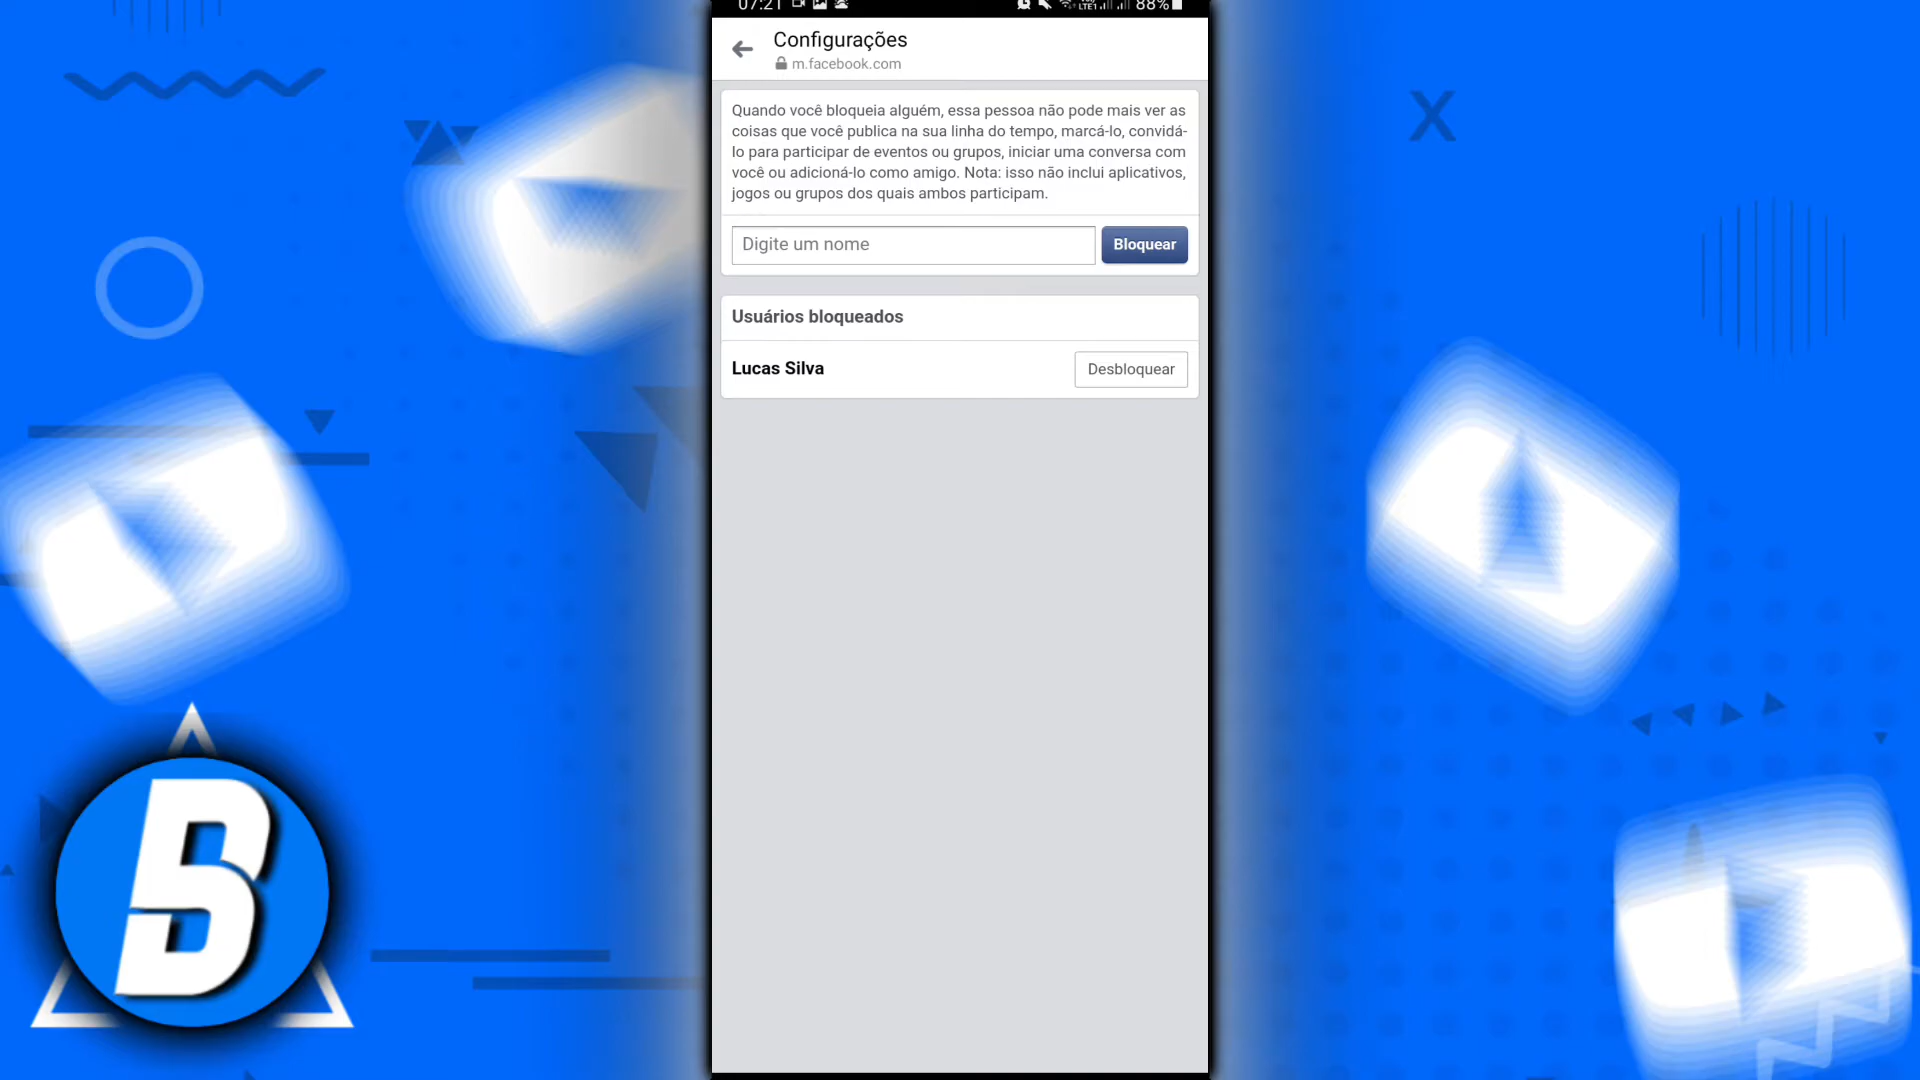 07:21 88%
Configurações
m.facebook.com
Quando você bloqueia alguém, essa pessoa não pode mais ver as
coisas que você publica na sua linha do tempo, marcá-lo, convidá-
lo para participar de eventos ou grupos, iniciar uma conversa com
você ou adicioná-lo como amigo. Nota: isso não inclui aplicativos,
jogos ou grupos dos quais ambos participam.
Digite um nome
Bloquear
Usuários bloqueados
Lucas Silva
Desbloquear
B